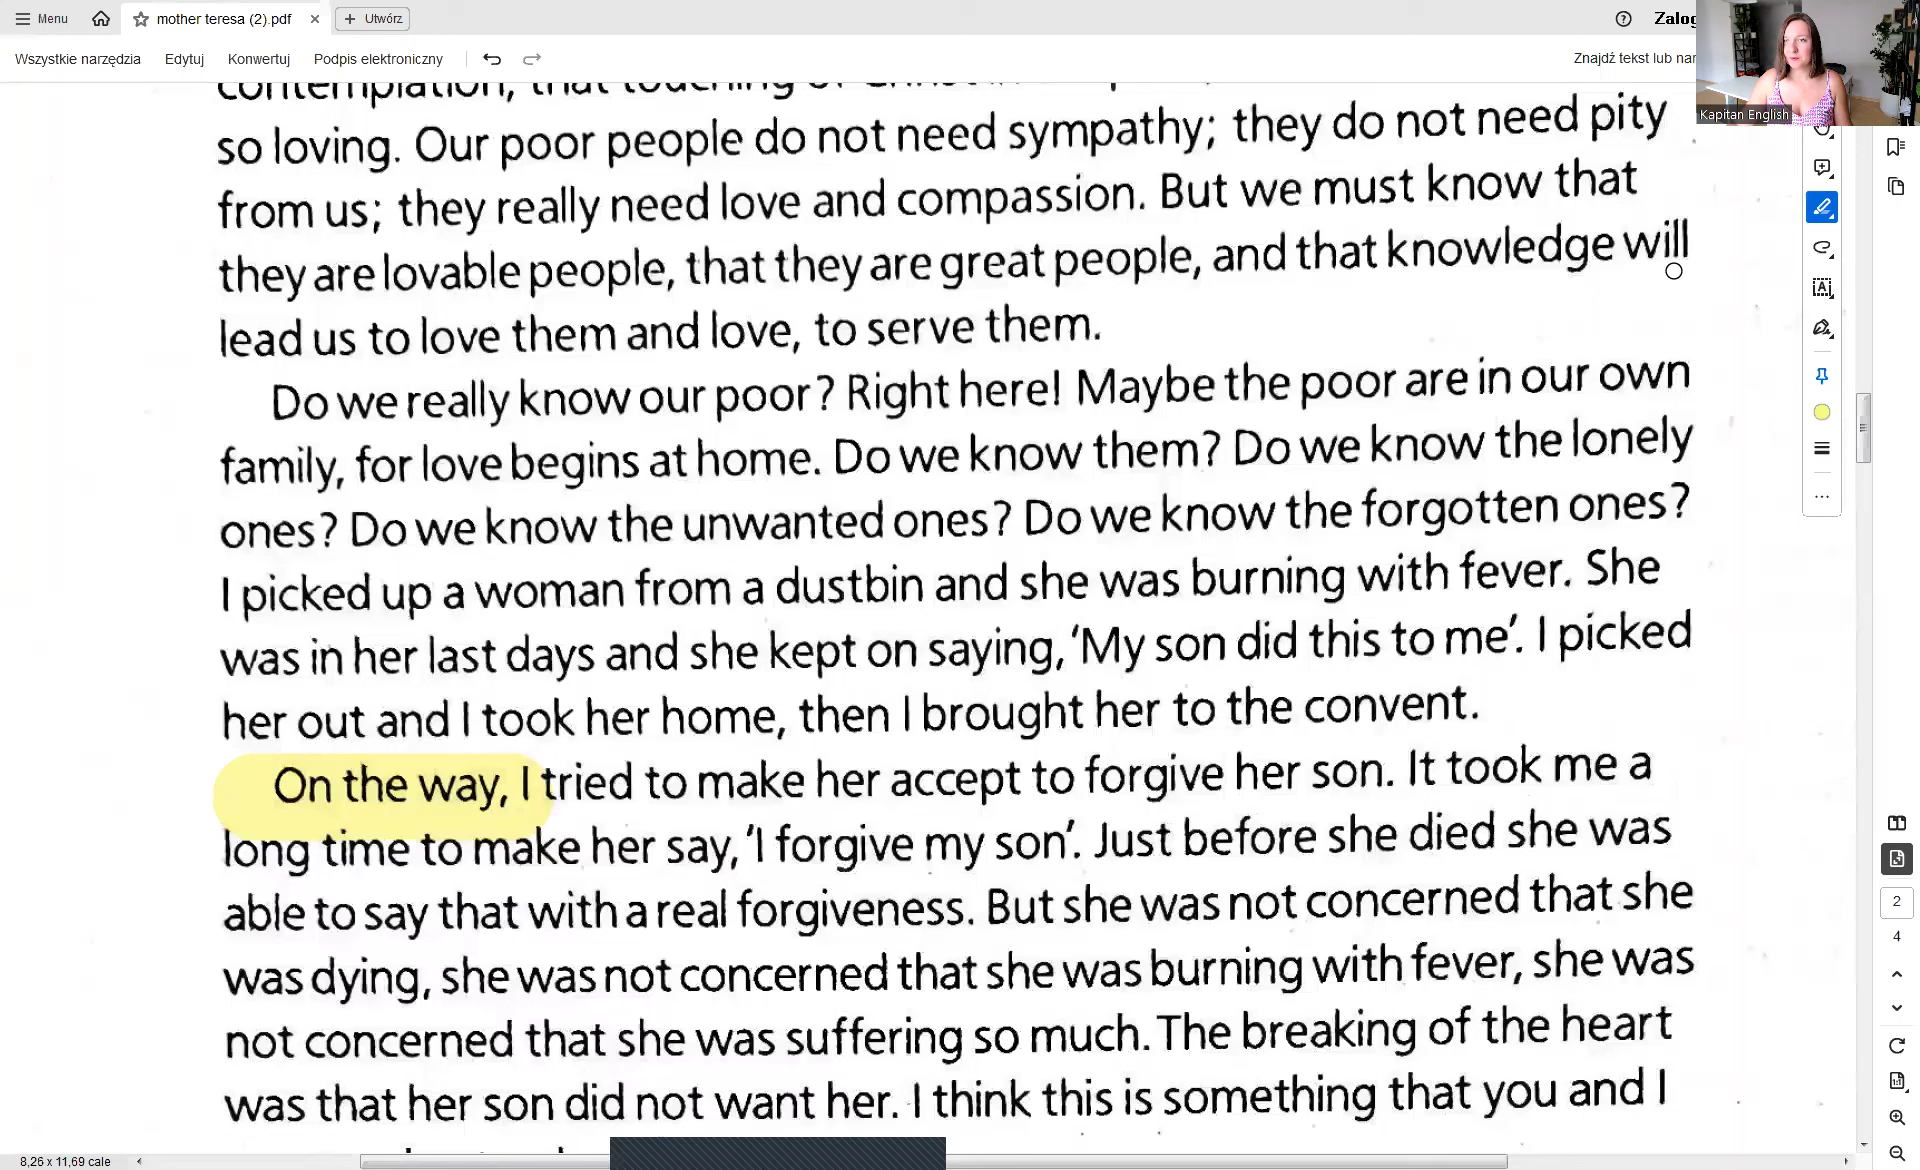 Menu
mother teresa (2).pdf
Utwórz
Wszystkie narzędzia Edytuj Konwertuj Podpis elektroniczny
Znajdź tekst lub
Kapitan English
contemplation, that touching of Christ in
so loving. Our poor people do not need sympathy; they do not need pity
from us; they really need love and compassion. But we must know that
they are lovable people, that they are great people, and that knowledge will
lead us to love them and love, to serve them.
Do we really know our poor? Right here! Maybe the poor are in our own
family, for love begins at home. Do we know them? Do we know the lonely
ones? Do we know the unwanted ones? Do we know the forgotten ones?
I picked up a woman from a dustbin and she was burning with fever. She
was in her last days and she kept on saying, 'My son did this to me'. I picked
her out and I took her home, then I brought her to the convent.
On the way, I tried to make her accept to forgive her son. It took me a
long time to make her say, 'I forgive my son'. Just before she died she was
able to say that with a real forgiveness. But she was not concerned that she
was dying, she was not concerned that she was burning with fever, she was
not concerned that she was suffering so much. The breaking of the heart
was that her son did not want her. I think this is something that you and I
2
4
8,26 x 11,69 cale